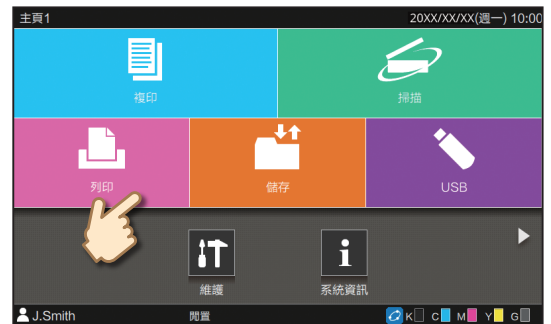 主頁1 20XX/XX/XX(週一) 10:00
複印 掃描
列印 儲存 USB
維護 系統資訊
J.Smith 閒置 K C M Y G